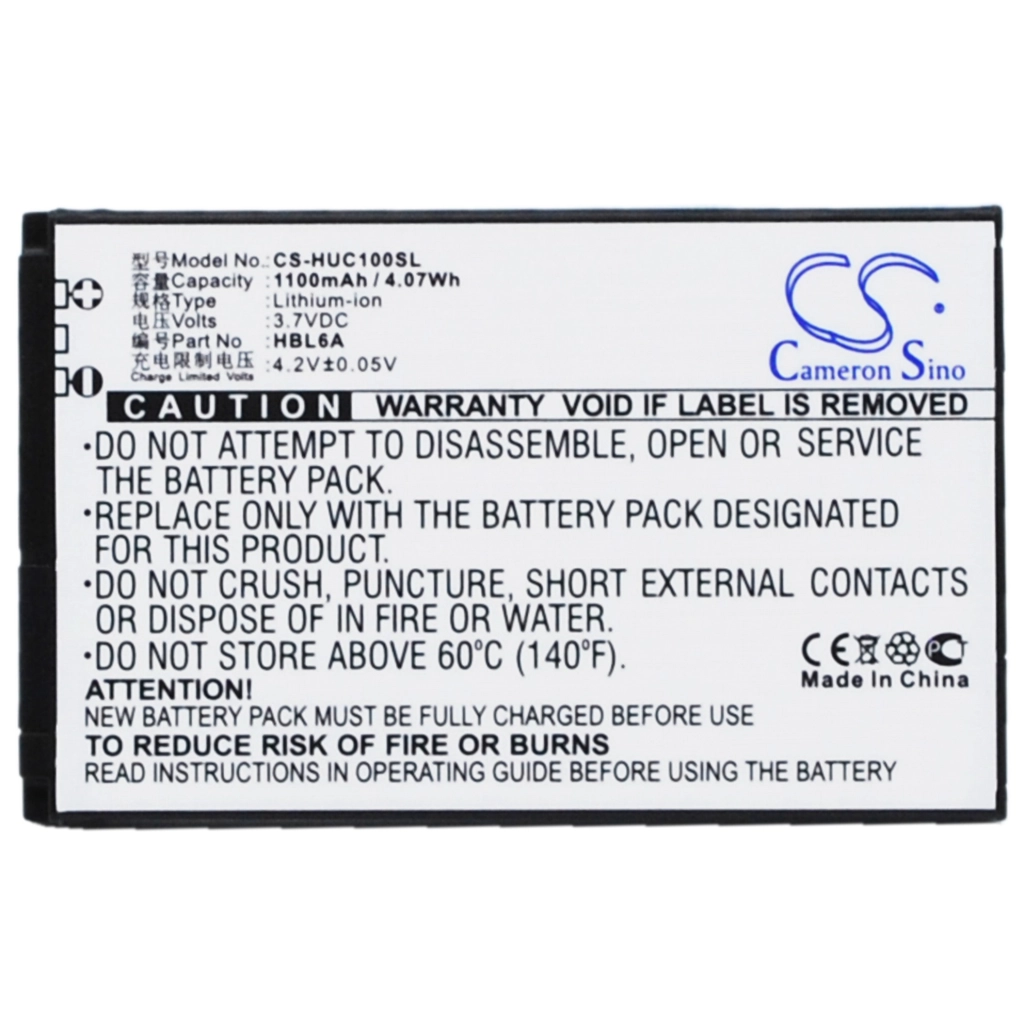 型号Model No.: CS-HUC100SL
容量Capacity : 1100mAh / 4.07Wh
规格Type : Lithium-ion
电压Volts : 3.7VDC
编号Part No : HBL6A
充电限制电压 : 4.2V±0.05V
Charge Limited Volts
Cameron Sino
CAUTION WARRANTY VOID IF LABEL IS REMOVED
·DO NOT ATTEMPT TO DISASSEMBLE, OPEN OR SERVICE
THE BATTERY PACK.
·REPLACE ONLY WITH THE BATTERY PACK DESIGNATED
FOR THIS PRODUCT.
·DO NOT CRUSH, PUNCTURE, SHORT EXTERNAL CONTACTS
OR DISPOSE OF IN FIRE OR WATER.
·DO NOT STORE ABOVE 60°C (140°F).
CE PC
Made In China
ATTENTION!
NEW BATTERY PACK MUST BE FULLY CHARGED BEFORE USE
TO REDUCE RISK OF FIRE OR BURNS
READ INSTRUCTIONS IN OPERATING GUIDE BEFORE USING THE BATTERY